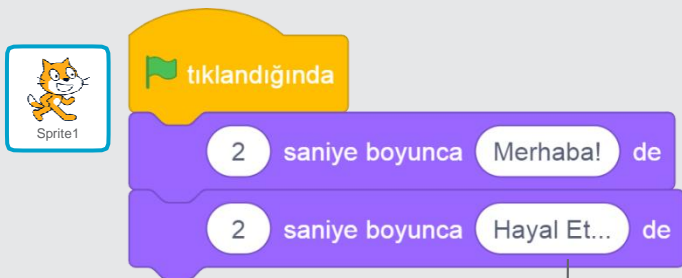 tıklandığında
Sprite1
2 saniye boyunca Merhaba! de
2 saniye boyunca Hayal Et... de